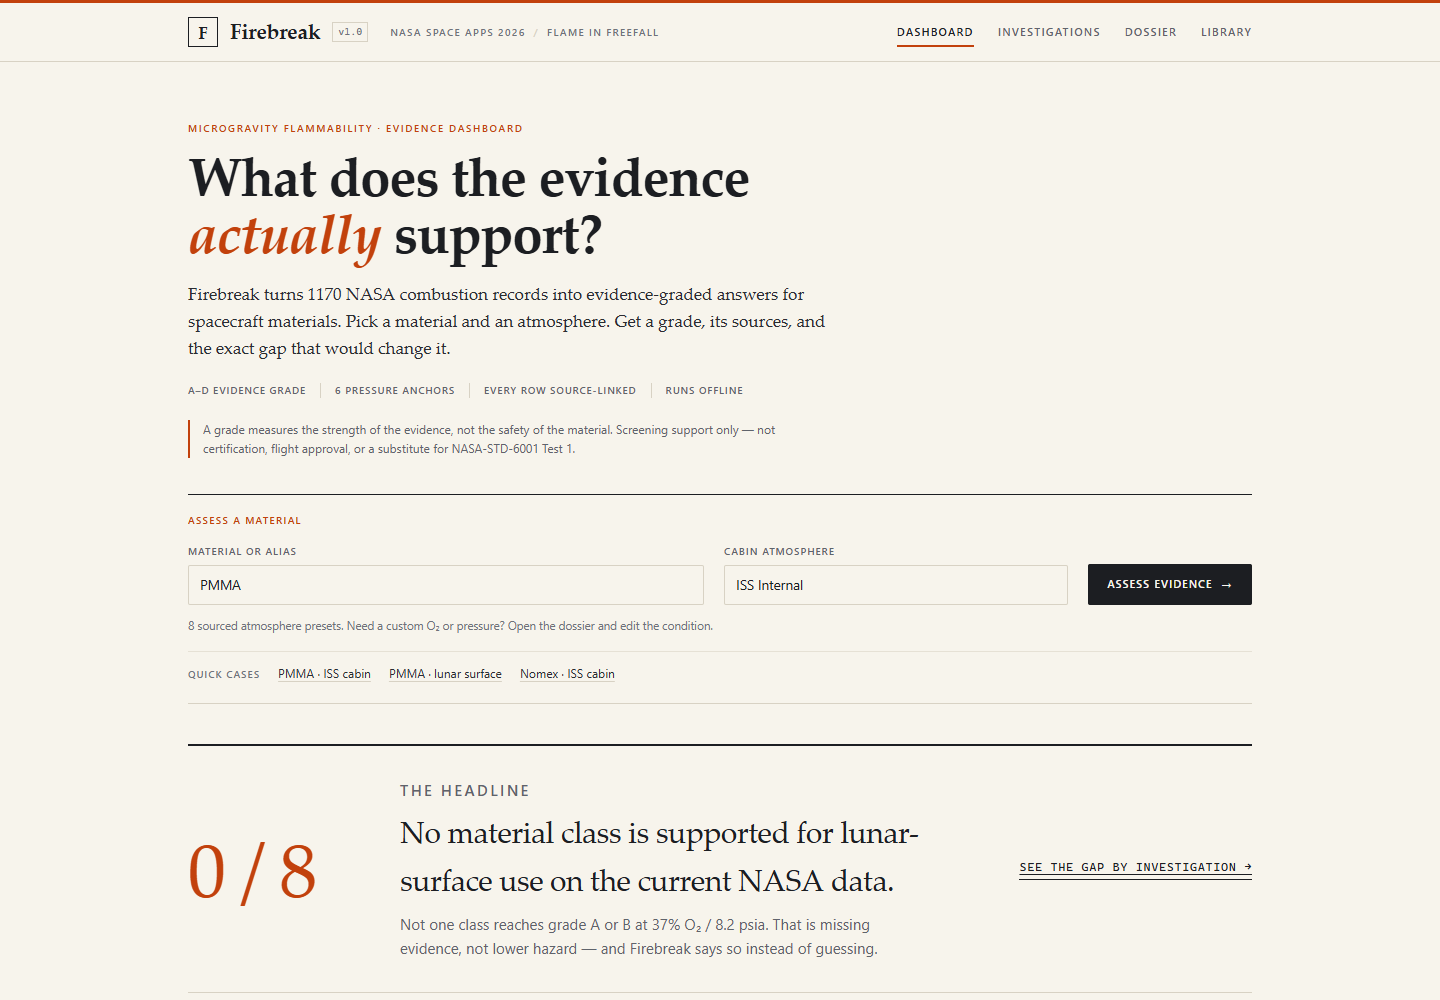 F Firebreak v1.0 NASA SPACE APPS 2026 / FLAME IN FREEFALL DASHBOARD INVESTIGATIONS DOSSIER LIBRARY
MICROGRAVITY FLAMMABILITY · EVIDENCE DASHBOARD
What does the evidence
actually support?
Firebreak turns 1170 NASA combustion records into evidence-graded answers for
spacecraft materials. Pick a material and an atmosphere. Get a grade, its sources, and
the exact gap that would change it.
A–D EVIDENCE GRADE 6 PRESSURE ANCHORS EVERY ROW SOURCE-LINKED RUNS OFFLINE
A grade measures the strength of the evidence, not the safety of the material. Screening support only — not
certification, flight approval, or a substitute for NASA-STD-6001 Test 1.
ASSESS A MATERIAL
MATERIAL OR ALIAS CABIN ATMOSPHERE
PMMA ISS Internal ASSESS EVIDENCE →
8 sourced atmosphere presets. Need a custom O₂ or pressure? Open the dossier and edit the condition.
QUICK CASES PMMA · ISS cabin PMMA · lunar surface Nomex · ISS cabin
THE HEADLINE
0 / 8
No material class is supported for lunar-
surface use on the current NASA data.
SEE THE GAP BY INVESTIGATION →
Not one class reaches grade A or B at 37% O₂ / 8.2 psia. That is missing
evidence, not lower hazard — and Firebreak says so instead of guessing.